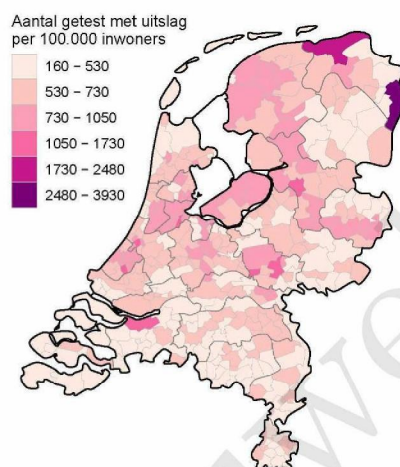 Aantal getest met uitslag
per 100.000 inwoners
160 – 530
530 – 730
730 – 1050
1050 – 1730
1730 – 2480
2480 – 3930